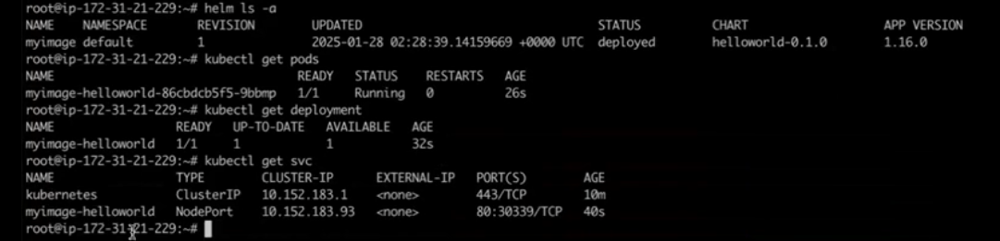 root@ip-172-31-21-229:~# helm ls -a
NAME NAMESPACE REVISION UPDATED STATUS CHART APP VERSION
myimage default 1 2025-01-28 02:28:39.14159669 +0000 UTC deployed helloworld-0.1.0 1.16.0
root@ip-172-31-21-229:~# kubectl get pods
NAME READY STATUS RESTARTS AGE
myimage-helloworld-86cbdcb5f5-9bbmp 1/1 Running 0 26s
root@ip-172-31-21-229:~# kubectl get deployment
NAME READY UP-TO-DATE AVAILABLE AGE
myimage-helloworld 1/1 1 1 32s
root@ip-172-31-21-229:~# kubectl get svc
NAME TYPE CLUSTER-IP EXTERNAL-IP PORT(S) AGE
kubernetes ClusterIP 10.152.183.1 <none> 443/TCP 10m
myimage-helloworld NodePort 10.152.183.93 <none> 80:30339/TCP 40s
root@ip-172-31-21-229:~#